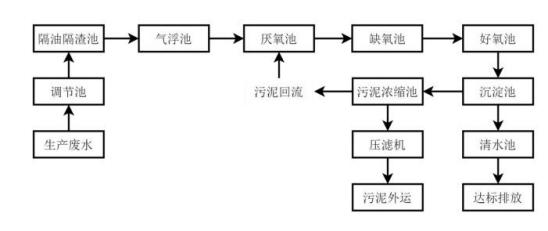 隔油隔渣池
气浮池
厌氧池
缺氧池
好氧池
调节池
污泥回流
污泥浓缩池
沉淀池
生产废水
压滤机
清水池
污泥外运
达标排放